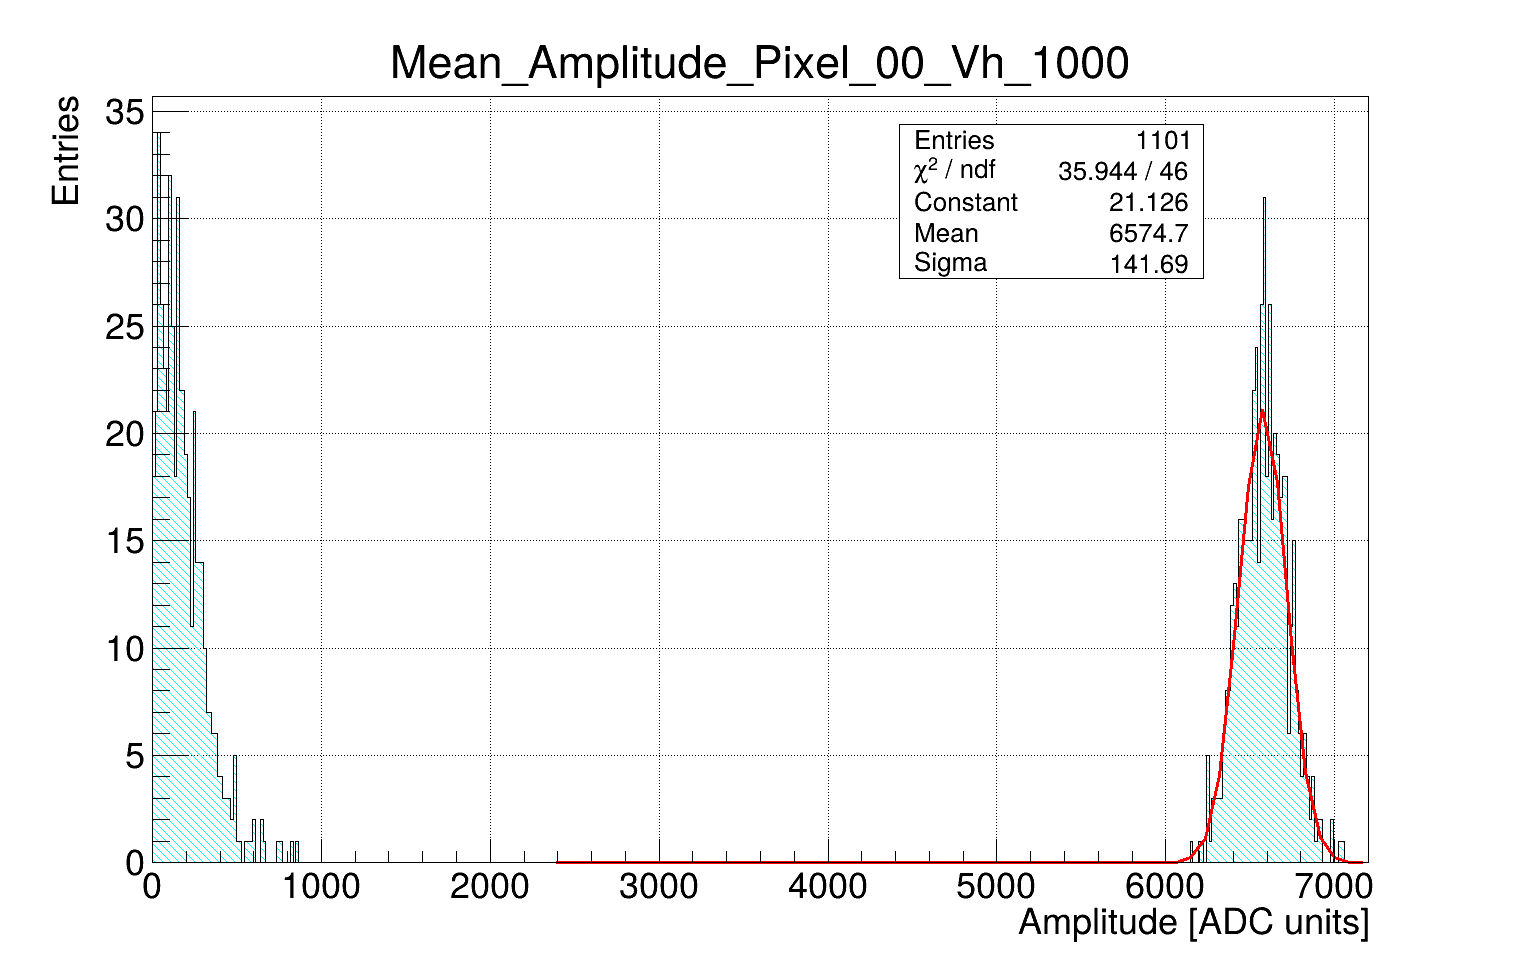 Mean_Amplitude_Pixel_00_Vh_1000
Entries
35
30
25
20
15
10
5
0
Entries 1101
χ² / ndf 35.944 / 46
Constant 21.126
Mean 6574.7
Sigma 141.69
0 1000 2000 3000 4000 5000 6000 7000
Amplitude [ADC units]